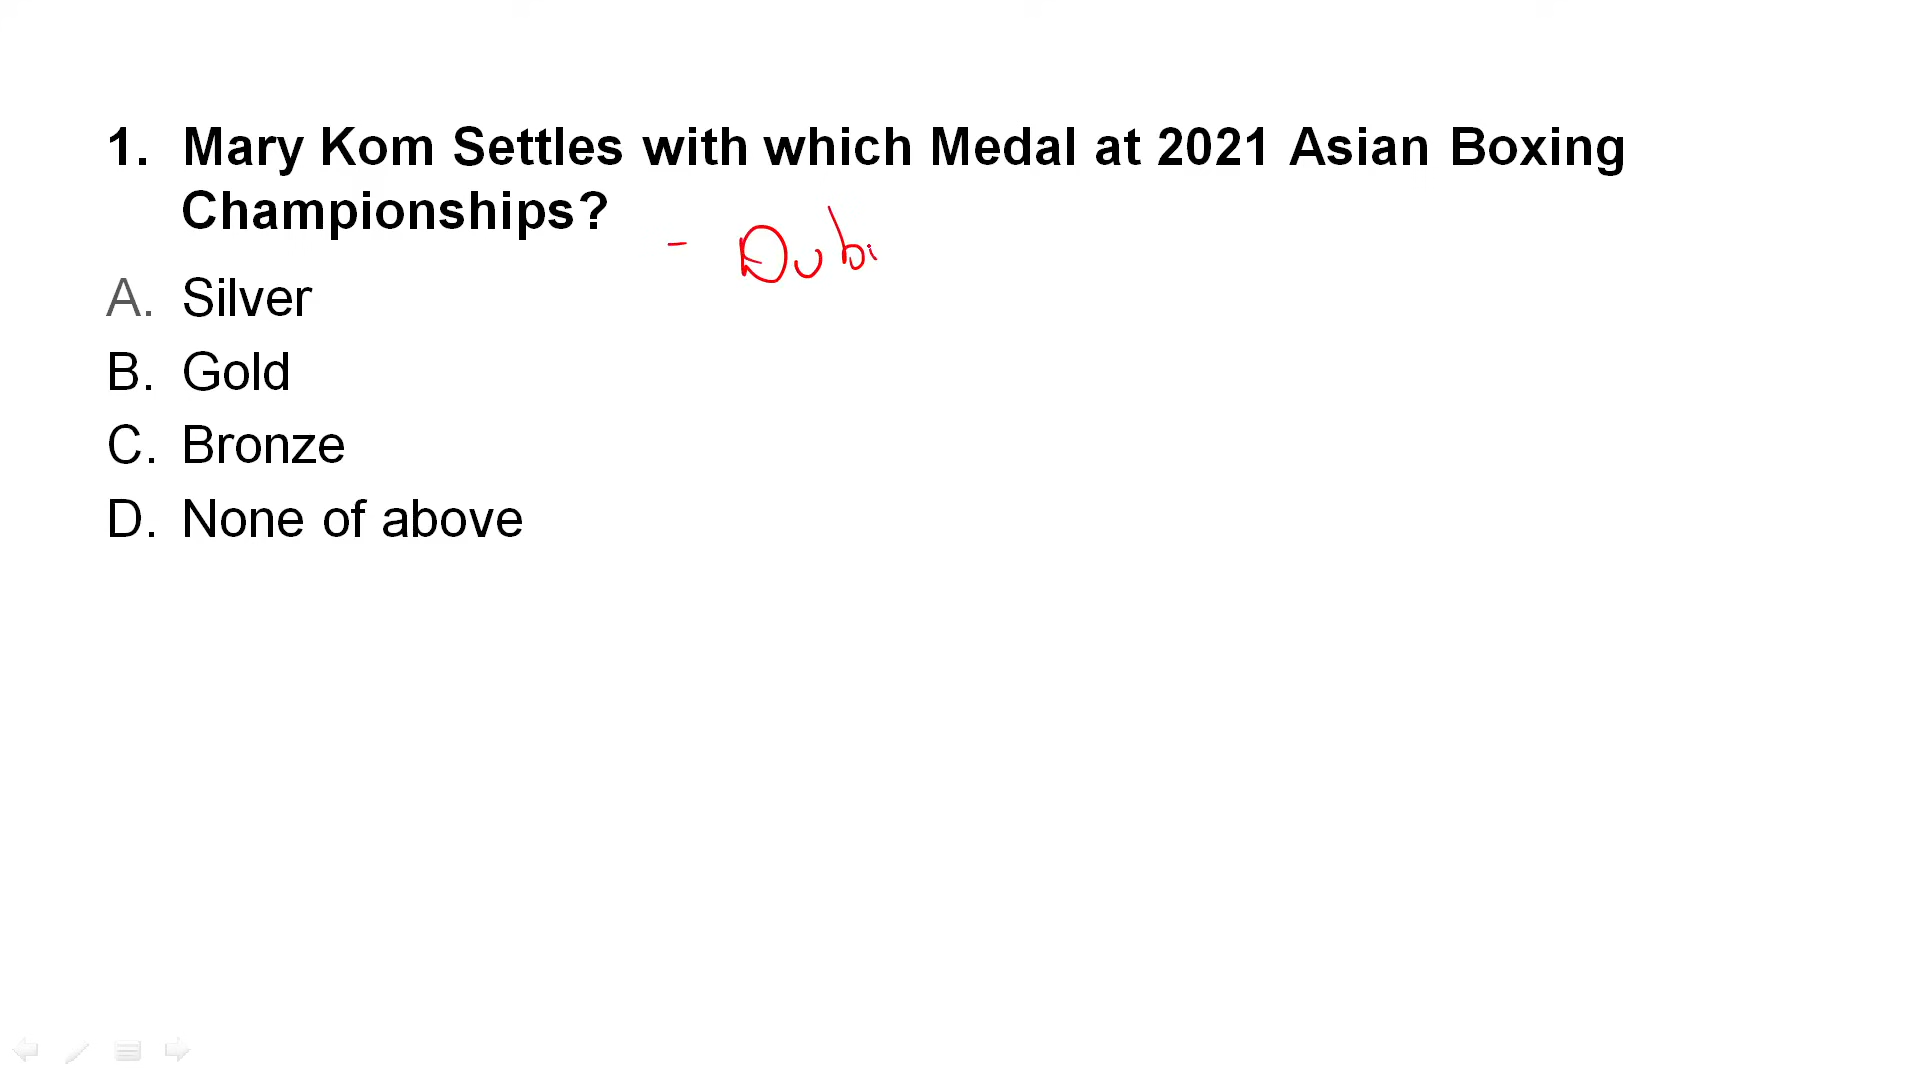 1. Mary Kom Settles with which Medal at 2021 Asian Boxing
Championships?
- Dubi
A. Silver
B. Gold
C. Bronze
D. None of above